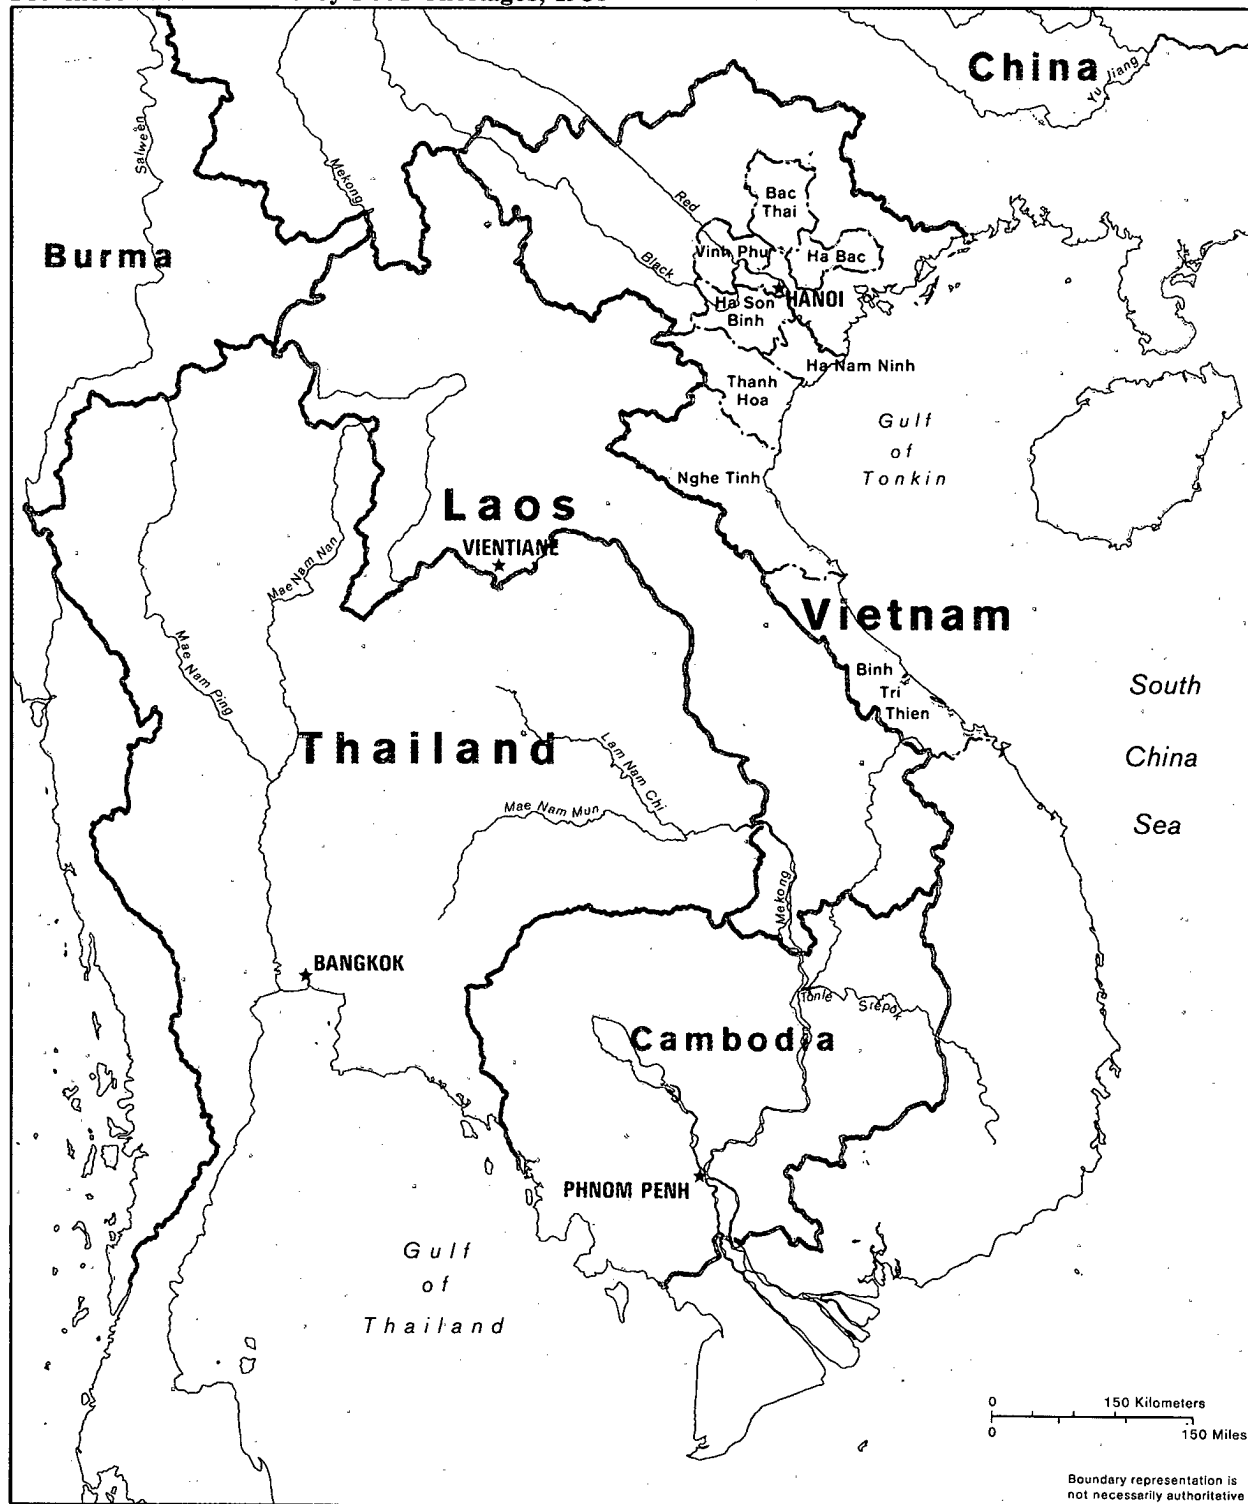 China
Yu Jiang
Salween
Mekong
Red
Bac
Thai
Burma
Vinh Phu
Ha Bac
Black
HANOI
Ha Son
Binh
Ha Nam Ninh
Thanh
Hoa
Gulf
of
Tonkin
Nghe Tinh
Laos
VIENTIANE
Mae Nam Nan
Vietnam
Mae Nam Ping
Binh
Tri
Thien
South
China
Sea
Thailand
Lam Nam Chi
Mae Nam Mun
Mekong
BANGKOK
Tonle Srepok
Cambodia
PHNOM PENH
Gulf
of
Thailand
0 150 Kilometers
0 150 Miles
Boundary representation is
not necessarily authoritative